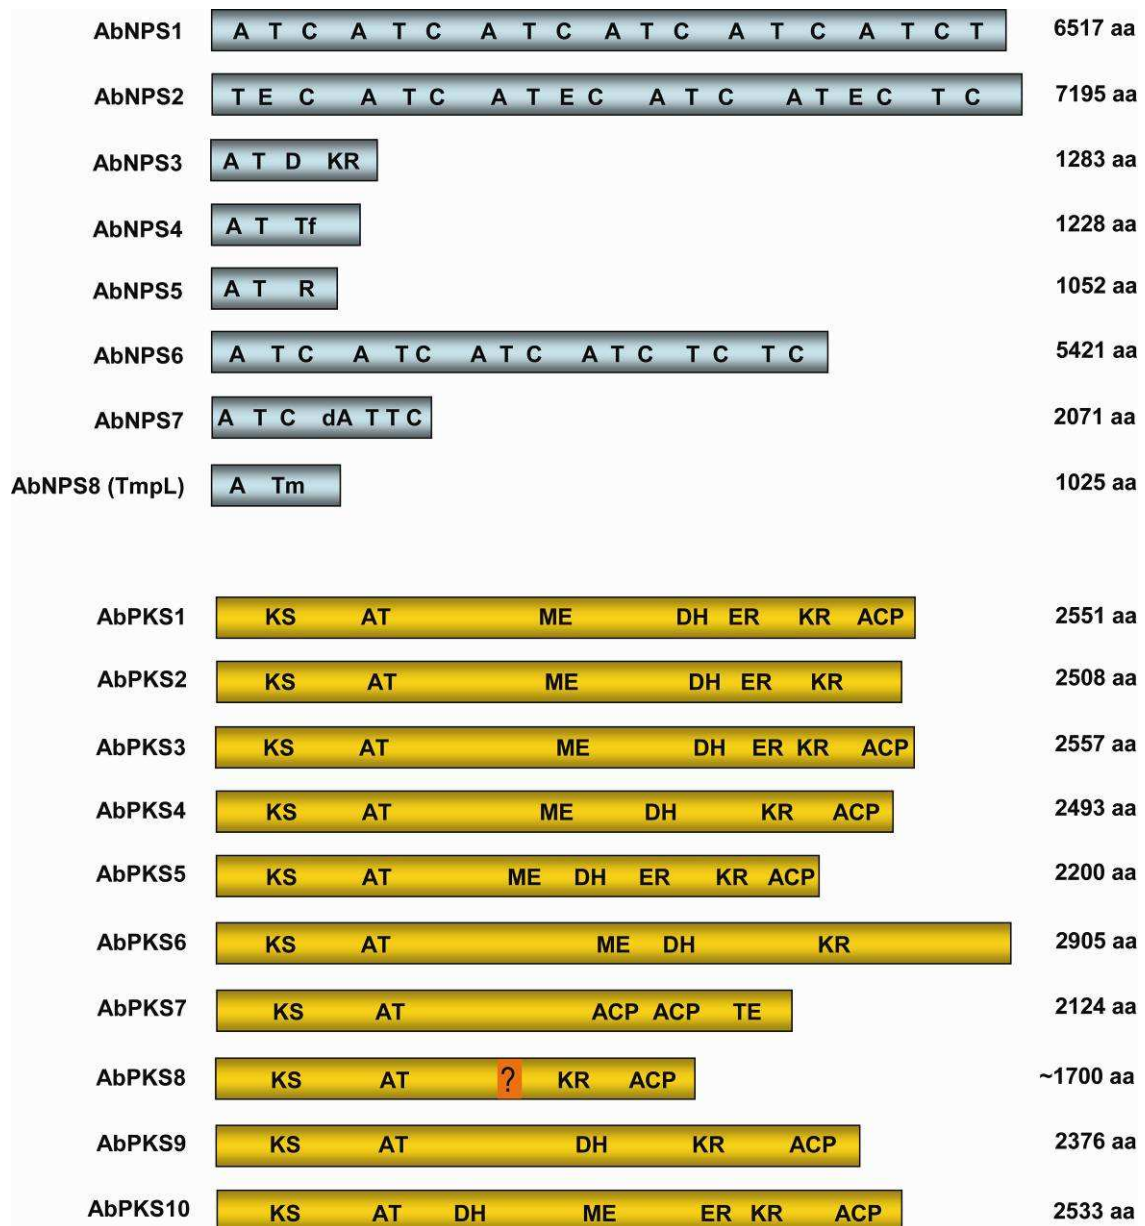 AbNPS1 A T C A T C A T C A T C A T C A T C T 6517 aa
AbNPS2 T E C A T C A T E C A T C A T E C T C 7195 aa
AbNPS3 A T D KR 1283 aa
AbNPS4 A T Tf 1228 aa
AbNPS5 A T R 1052 aa
AbNPS6 A T C A TC A T C A T C T C T C 5421 aa
AbNPS7 A T C dA T T C 2071 aa
AbNPS8 (TmpL) A Tm 1025 aa
AbPKS1 KS AT ME DH ER KR ACP 2551 aa
AbPKS2 KS AT ME DH ER KR 2508 aa
AbPKS3 KS AT ME DH ER KR ACP 2557 aa
AbPKS4 KS AT ME DH KR ACP 2493 aa
AbPKS5 KS AT ME DH ER KR ACP 2200 aa
AbPKS6 KS AT ME DH KR 2905 aa
AbPKS7 KS AT ACP ACP TE 2124 aa
AbPKS8 KS AT ? KR ACP ~1700 aa
AbPKS9 KS AT DH KR ACP 2376 aa
AbPKS10 KS AT DH ME ER KR ACP 2533 aa